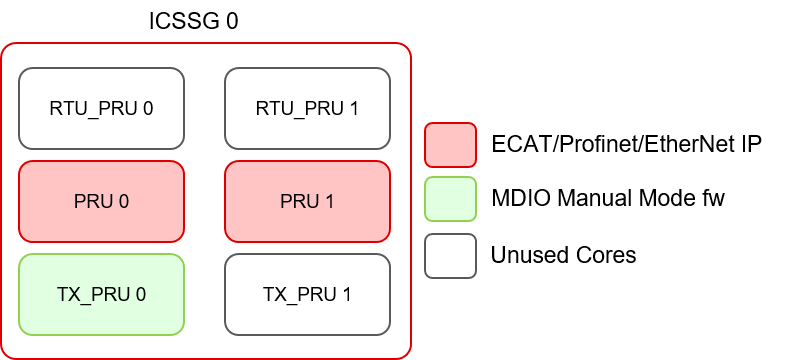 ICSSG 0
RTU_PRU 0
RTU_PRU 1
PRU 0
PRU 1
TX_PRU 0
TX_PRU 1
ECAT/Profinet/EtherNet IP
MDIO Manual Mode fw
Unused Cores